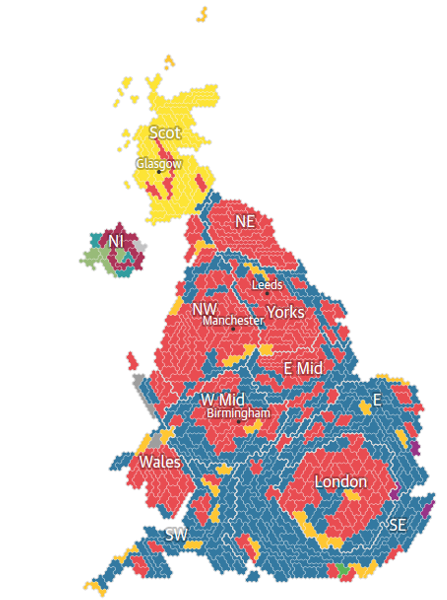 Scot
Glasgow
NE
NI
Leeds
NW
Yorks
Manchester
E Mid
W Mid
E
Birmingham
Wales
London
SE
SW